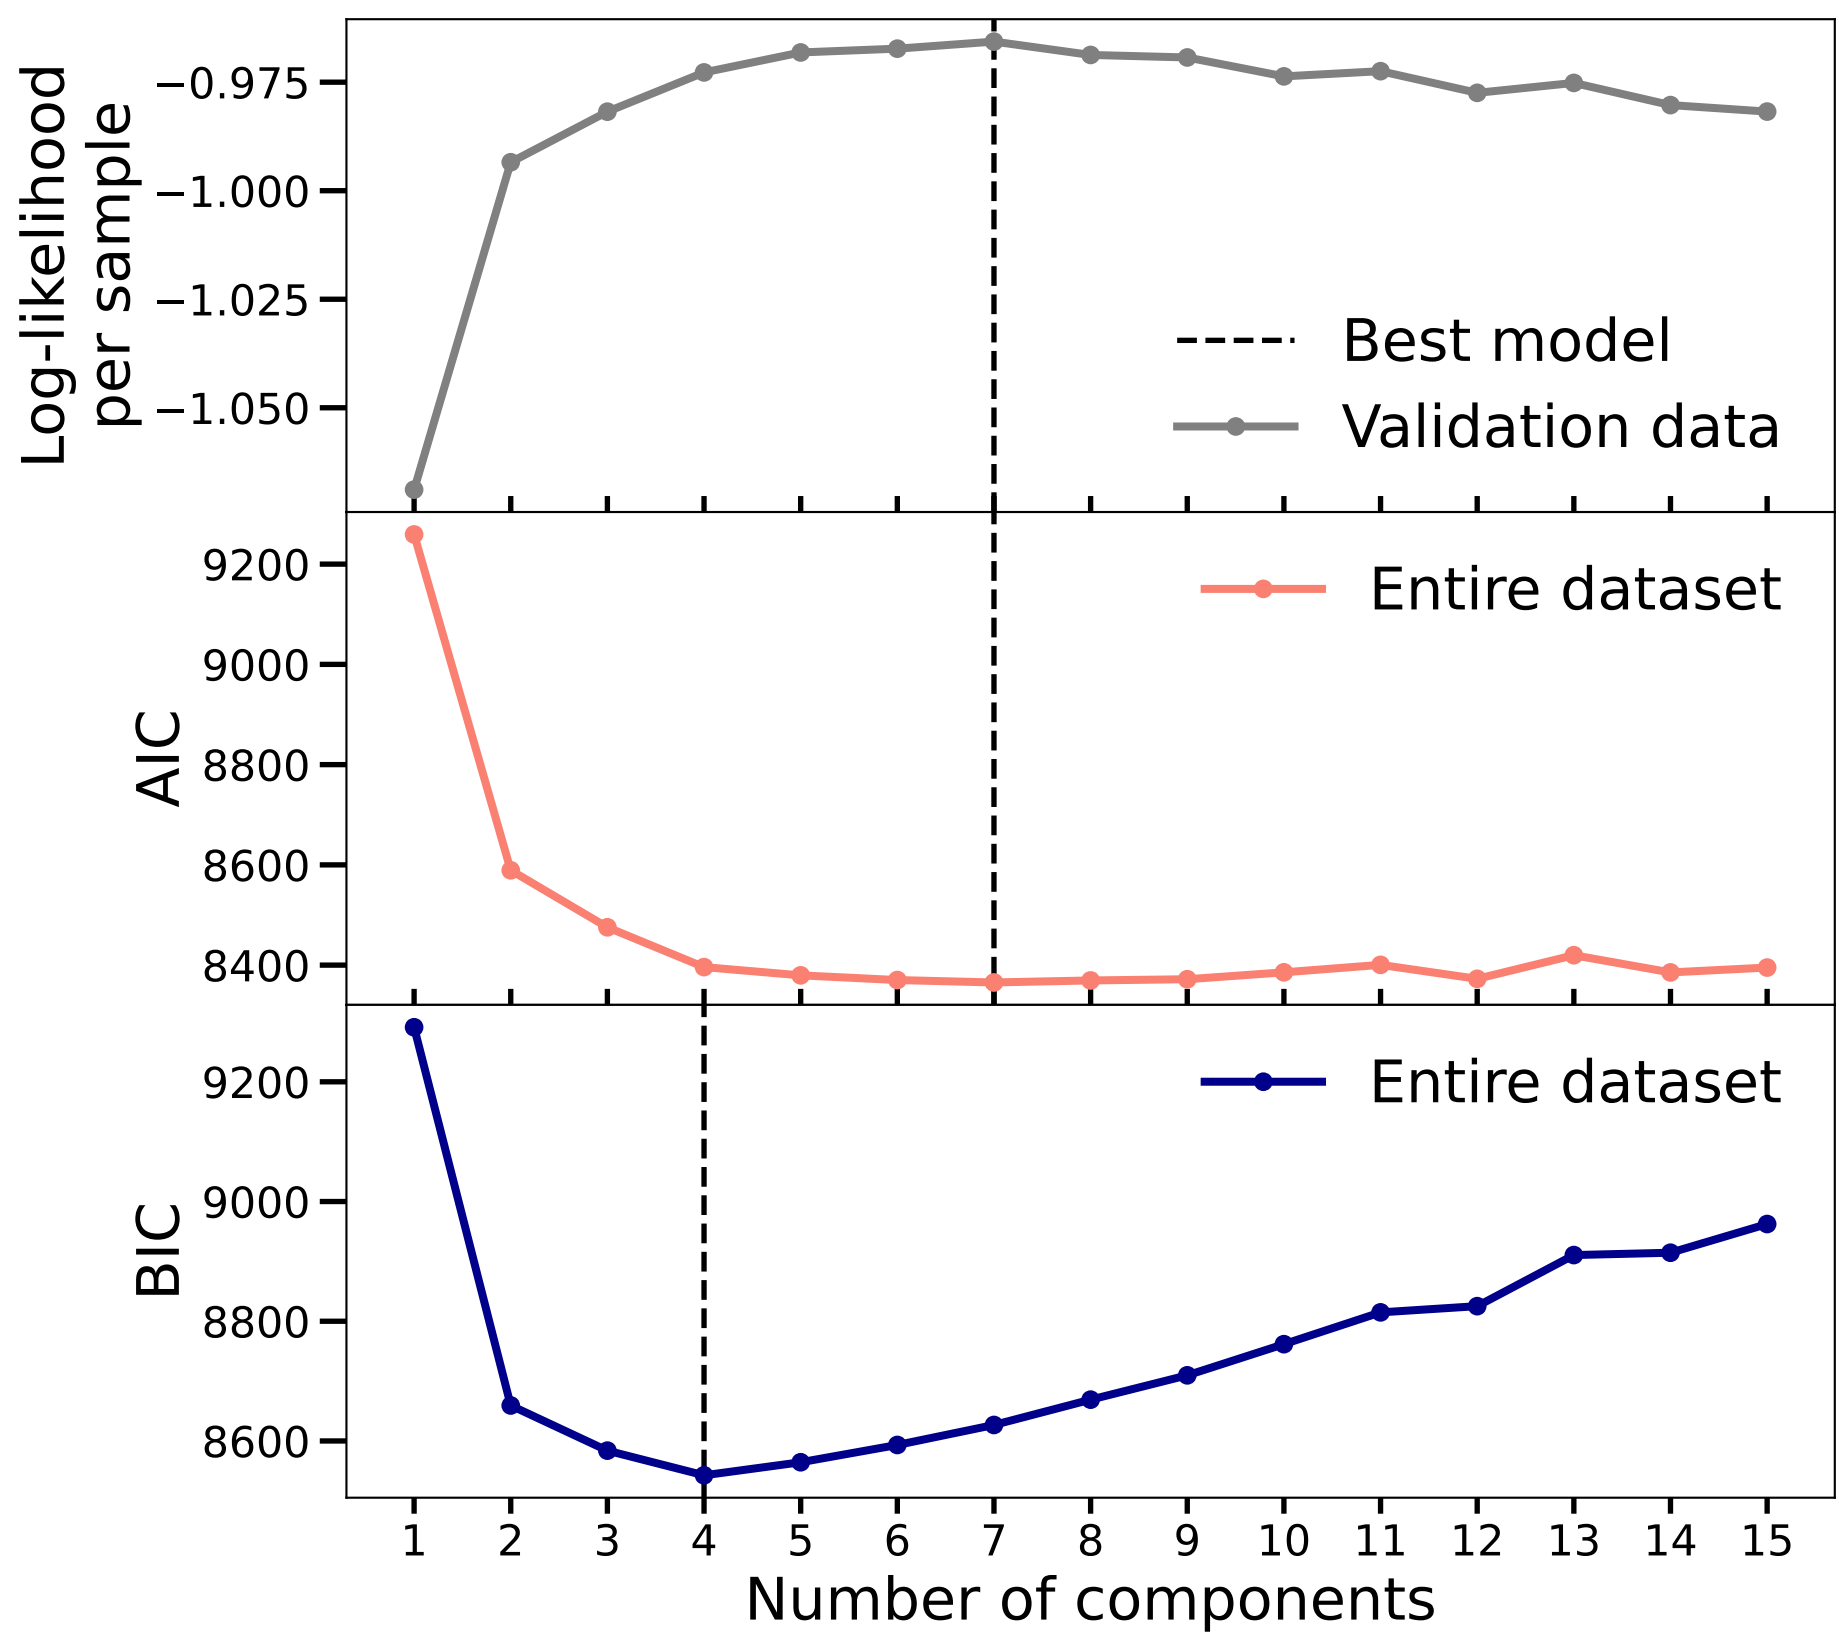 Log-likelihood
per sample
−0.975
−1.000
−1.025
−1.050
Best model
Validation data
AIC
9200
9000
8800
8600
8400
Entire dataset
BIC
9200
9000
8800
8600
Entire dataset
1 2 3 4 5 6 7 8 9 10 11 12 13 14 15
Number of components